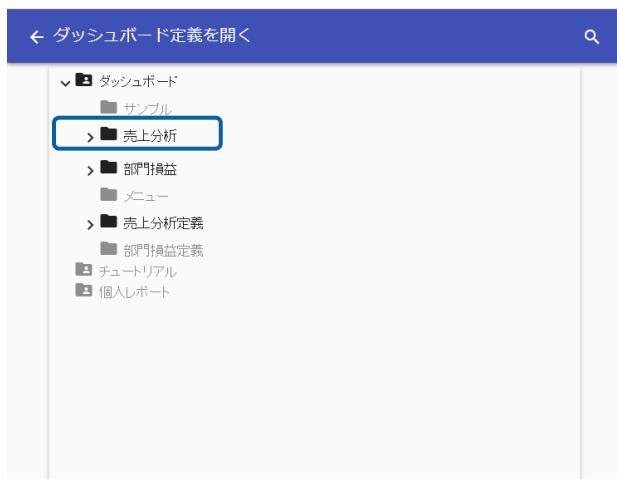 ダッシュボード定義を開く
ダッシュボード
サンプル
売上分析
部門損益
メニュー
売上分析定義
部門損益定義
チュートリアル
個人レポート